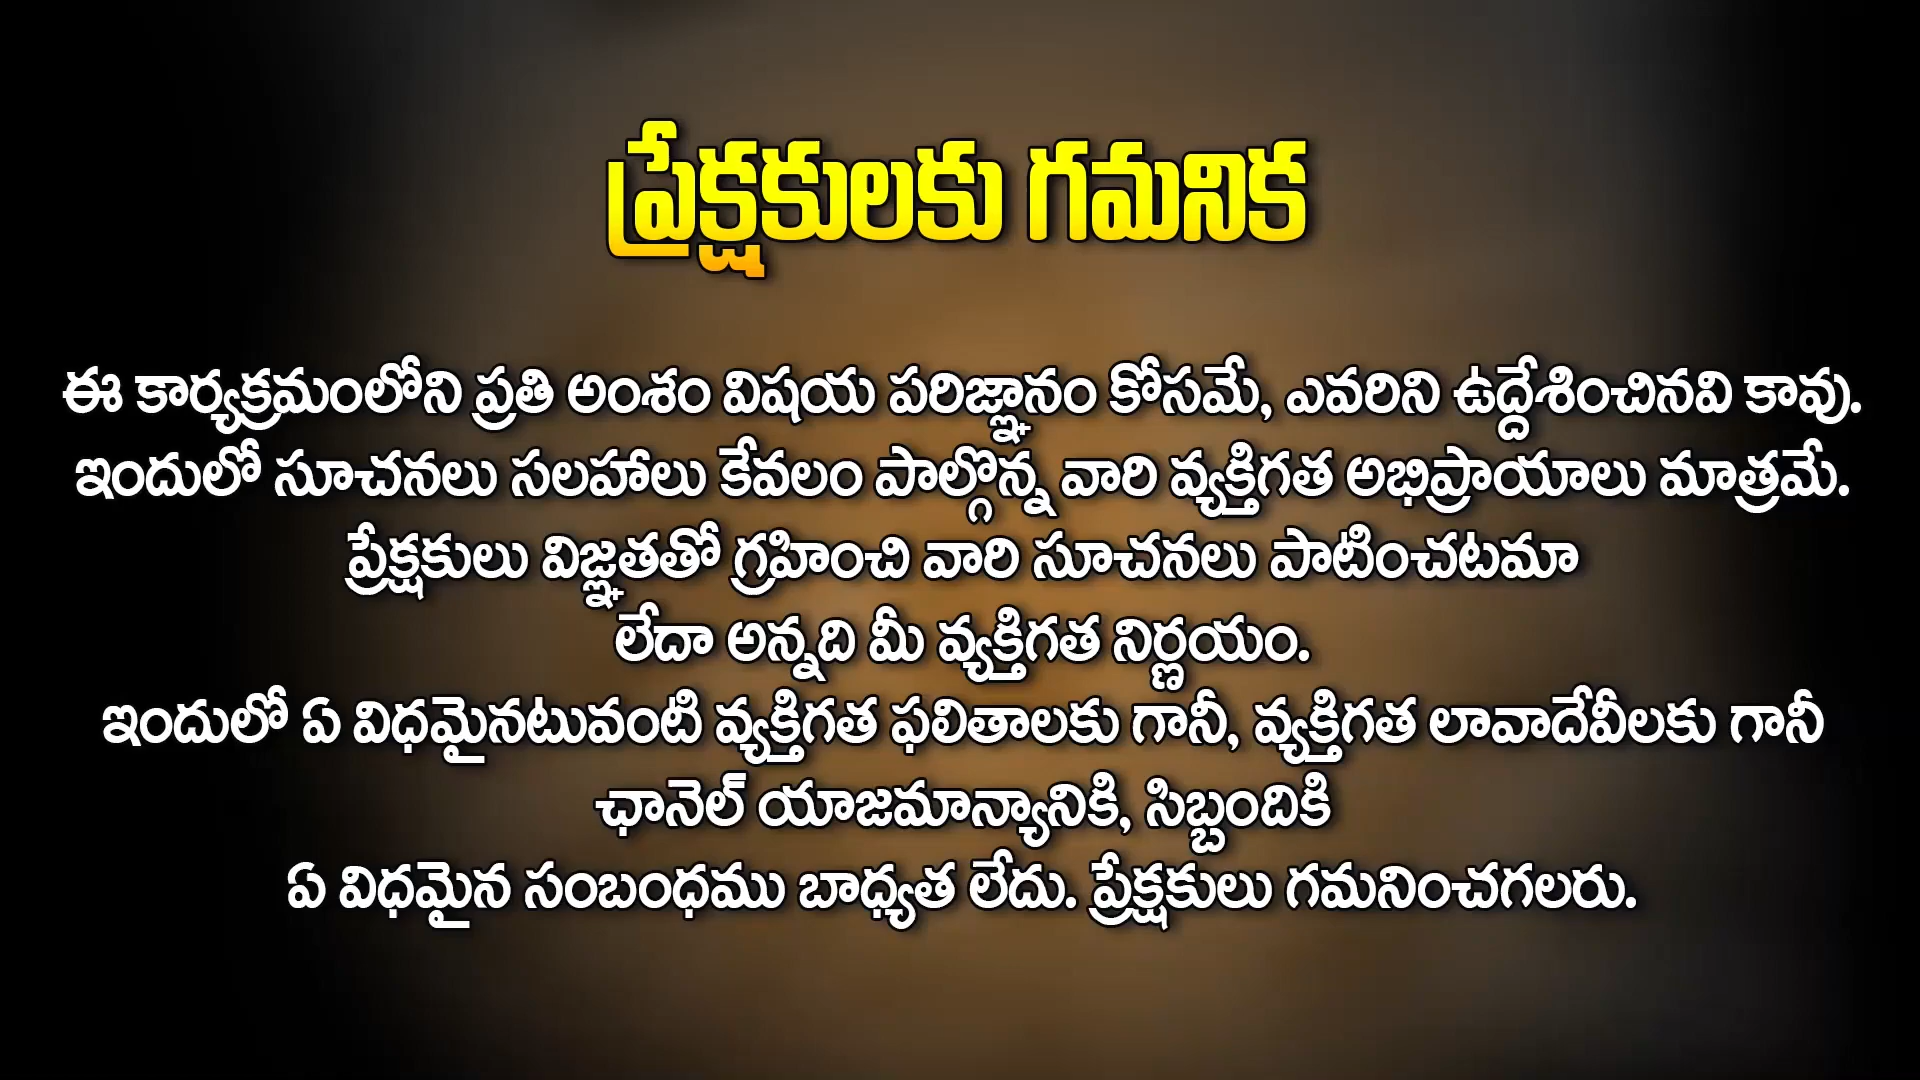 ప్రేక్షకులకు గమనిక
ఈ కార్యక్రమంలోని ప్రతి అంశం విషయ పరిజ్ఞానం కోసమే, ఎవరిని ఉద్దేశించినవి కావు.
ఇందులో సూచనలు సలహాలు కేవలం పాల్గొన్న వారి వ్యక్తిగత అభిప్రాయాలు మాత్రమే.
ప్రేక్షకులు విజ్ఞతతో గ్రహించి వారి సూచనలు పాటించటమా
లేదా అన్నది మీ వ్యక్తిగత నిర్ణయం.
ఇందులో ఏ విధమైనటువంటి వ్యక్తిగత ఫలితాలకు గానీ, వ్యక్తిగత లావాదేవీలకు గానీ
ఛానెల్ యాజమాన్యానికి, సిబ్బందికి
ఏ విధమైన సంబంధము బాధ్యత లేదు. ప్రేక్షకులు గమనించగలరు.